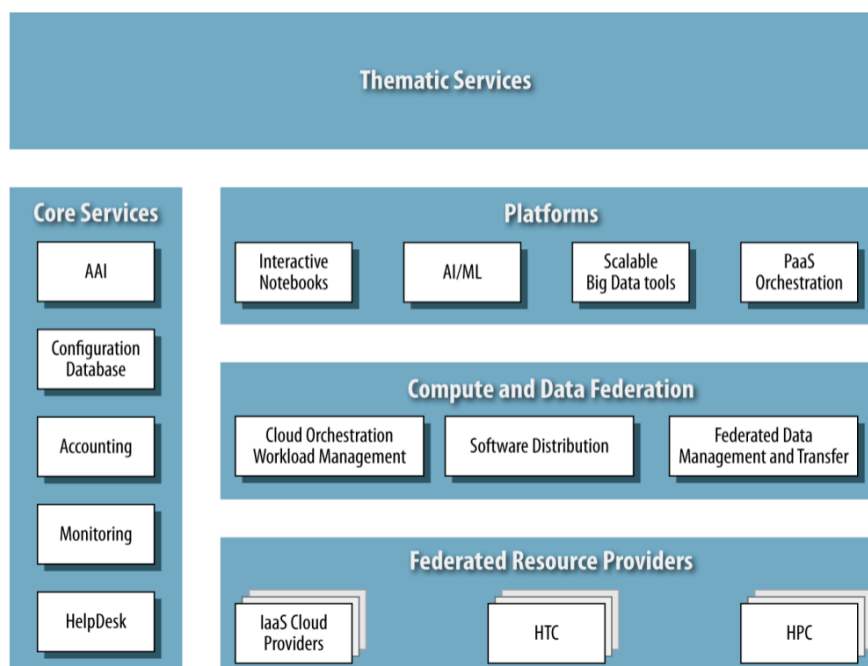 Thematic Services
Core Services
AAI
Configuration
Database
Accounting
Monitoring
HelpDesk
Platforms
Interactive
Notebooks
AI/ML
Scalable
Big Data tools
PaaS
Orchestration
Compute and Data Federation
Cloud Orchestration
Workload Management
Software Distribution
Federated Data
Management and Transfer
Federated Resource Providers
IaaS Cloud
Providers
HTC
HPC